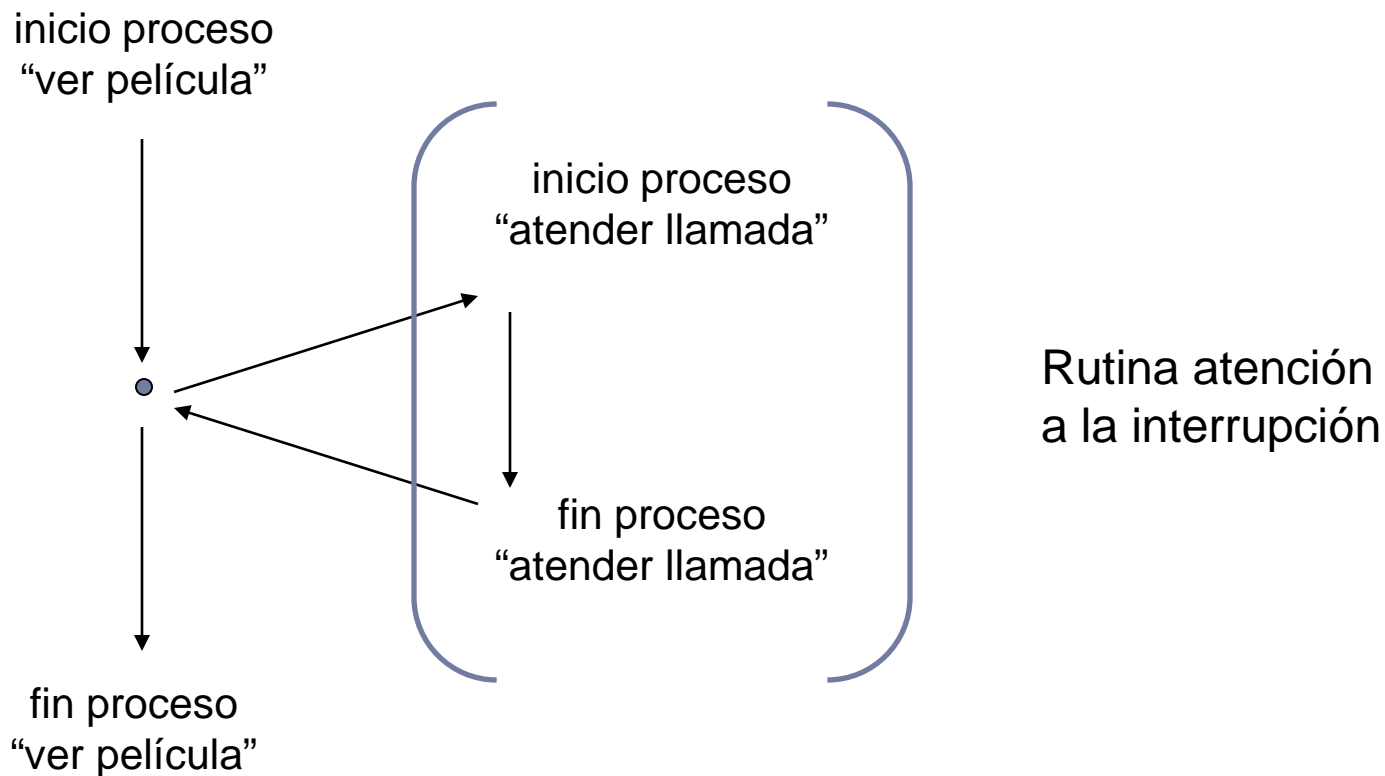 inicio proceso
“ver película”
inicio proceso
“atender llamada”
Rutina atención
a la interrupción
fin proceso
“atender llamada”
fin proceso
“ver película”